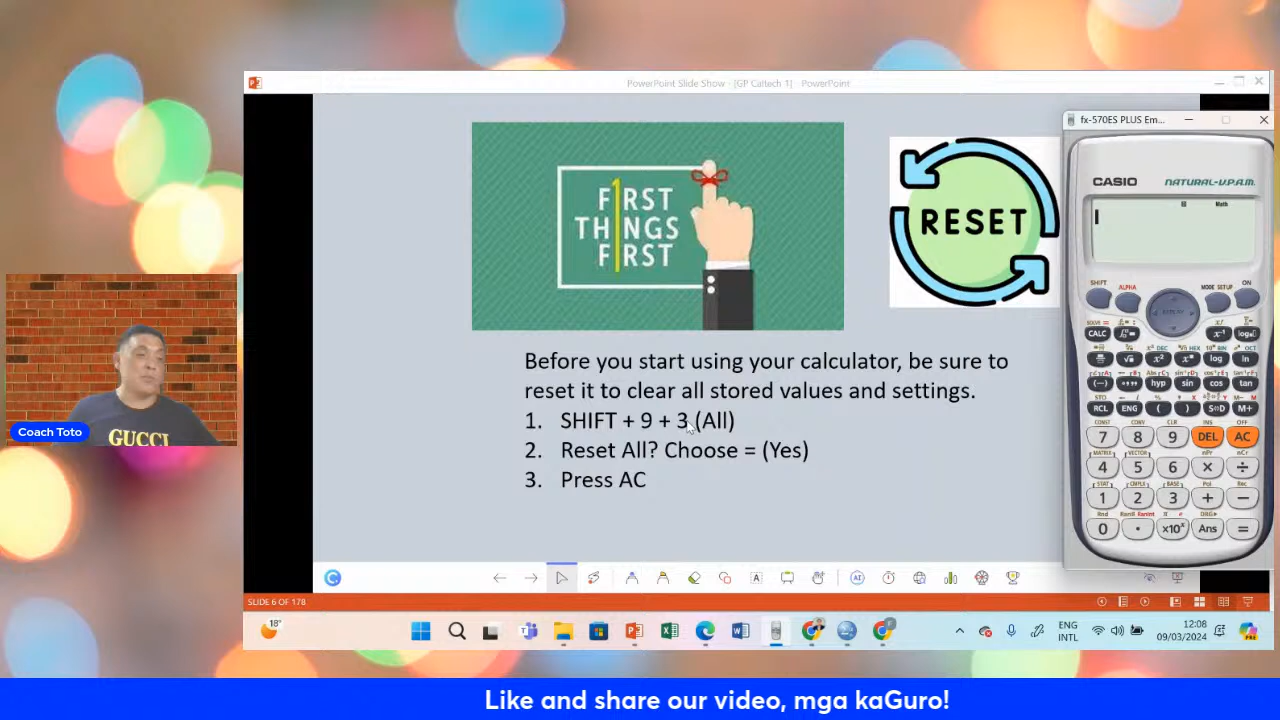 PowerPoint Slide Show - [GP Caltech 1] - PowerPoint
FIRST
THINGS
FIRST
RESET
Before you start using your calculator, be sure to
reset it to clear all stored values and settings.
1. SHIFT + 9 + 3 (All)
2. Reset All? Choose = (Yes)
3. Press AC
fx-570ES PLUS Em...
CASIO NATURAL-V.P.A.M.
Math
SHIFT ALPHA MODE SETUP ON
CALC
log ln
(−) hyp sin cos tan
RCL ENG ( ) S⇔D M+
7 8 9 DEL AC
4 5 6 × ÷
1 2 3 + −
0 . ×10ˣ Ans =
Coach Toto
GUCCI
SLIDE 6 OF 178
18°
ENG
INTL
12:08
09/03/2024
Like and share our video, mga kaGuro!